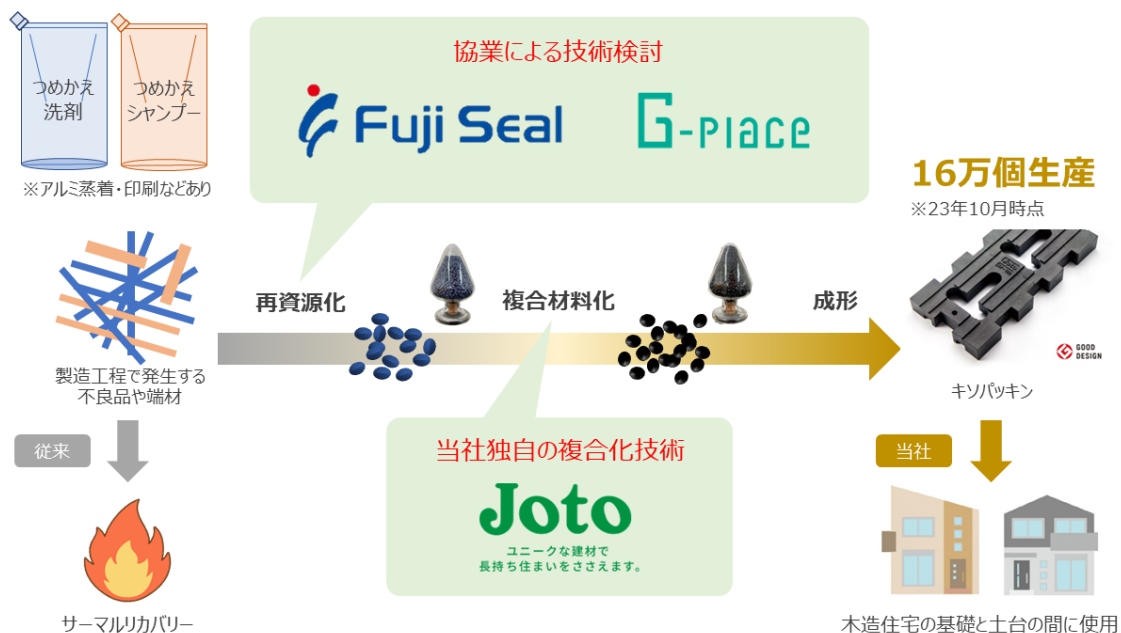 つめかえ
洗剤
つめかえ
シャンプー
※アルミ蒸着・印刷などあり
協業による技術検討
Fuji Seal
G-PLACE
16万個生産
※23年10月時点
再資源化
複合材料化
成形
GOOD
DESIGN
製造工程で発生する
不良品や端材
キソパッキン
従来
当社独自の複合化技術
Joto
ユニークな建材で
長持ち住まいをささえます。
当社
サーマルリカバリー
木造住宅の基礎と土台の間に使用